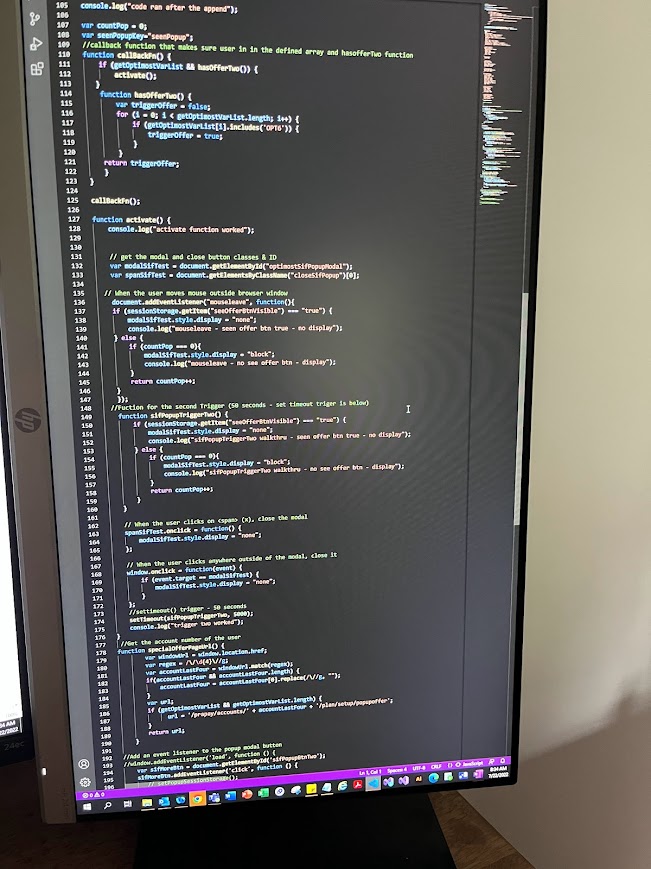 105 console.log("code ran after the append");
106
107 var countPop = 0;
108 var seenPopupKey="seenPopup";
109 //callback function that makes sure user in in the defined array and hasofferTwo function
110 function callBackFn() {
111 if (getOptimostVarList && hasOfferTwo()) {
112 activate();
113 }
114 function hasOfferTwo() {
115 var triggerOffer = false;
116 for (i = 0; i < getOptimostVarList.length; i++) {
117 if (getOptimostVarList[i].includes('OPT6')) {
118 triggerOffer = true;
119 }
120 }
121 return triggerOffer;
122 }
123 }
124
125 callBackFn();
126
127 function activate() {
128 console.log("activate function worked");
129
130
131 // get the modal and close button classes & ID
132 var modalSifTest = document.getElementById("optimostSifPopupModal");
133 var spanSifTest = document.getElementsByClassName("closeSifPopup")[0];
134
135 // When the user moves mouse outside browser window
136 document.addEventListener("mouseleave", function(){
137 if (sessionStorage.getItem("seeOfferBtnVisible") === "true") {
138 modalSifTest.style.display = "none";
139 console.log("mouseleave - seen offer btn true - no display");
140 } else {
141 if (countPop === 0){
142 modalSifTest.style.display = "block";
143 console.log("mouseleave - no see offer btn - display");
144 }
145 return countPop++;
146 }
147 });
148 //Fuction for the second Trigger (50 seconds - set timeout triger is below)
149 function sifPopupTriggerTwo() {
150 if (sessionStorage.getItem("seeOfferBtnVisible") === "true") {
151 modalSifTest.style.display = "none";
152 console.log("sifPopupTriggerTwo walkthru - seen offer btn true - no display");
153 } else {
154 if (countPop === 0){
155 modalSifTest.style.display = "block";
156 console.log("sifPopupTriggerTwo walkthru - no see offer btn - display");
157 }
158 return countPop++;
159 }
160 }
161
162 // When the user clicks on <span> (x), close the modal
163 spanSifTest.onclick = function() {
164 modalSifTest.style.display = "none";
165 };
166
167 // When the user clicks anywhere outside of the modal, close it
168 window.onclick = function(event) {
169 if (event.target == modalSifTest) {
170 modalSifTest.style.display = "none";
171 }
172 };
173 //settimeout() trigger - 50 seconds
174 setTimeout(sifPopupTriggerTwo, 5000);
175 console.log("trigger two worked");
176 }
177 //Get the account number of the user
178 function specialOfferPageUrl() {
179 var windowUrl = window.location.href;
180 var regex = /\/\d{4}\//g;
181 var accountLastFour = windowUrl.match(regex);
182 if(accountLastFour && accountLastFour.length) {
183 accountLastFour = accountLastFour[0].replace(/\//g, "");
184 }
185 var url;
186 if (getOptimostVarList && getOptimostVarList.length) {
187 url = '/prepay/accounts/' + accountLastFour + '/plan/setup/popupoffer';
188 }
189 return url;
190 }
191
192 //Add an event listener to the popup modal button
193 //window.addEventListener('load', function () {
194 var sifMoreBtn = document.getElementById('sifPopupBtnTwo');
195 sifMoreBtn.addEventListener('click', function () {
196
Ln 1, Col 1 Spaces: 4 UTF-8 CRLF {} JavaScript
0 0
8:34 AM
7/22/2022
hp